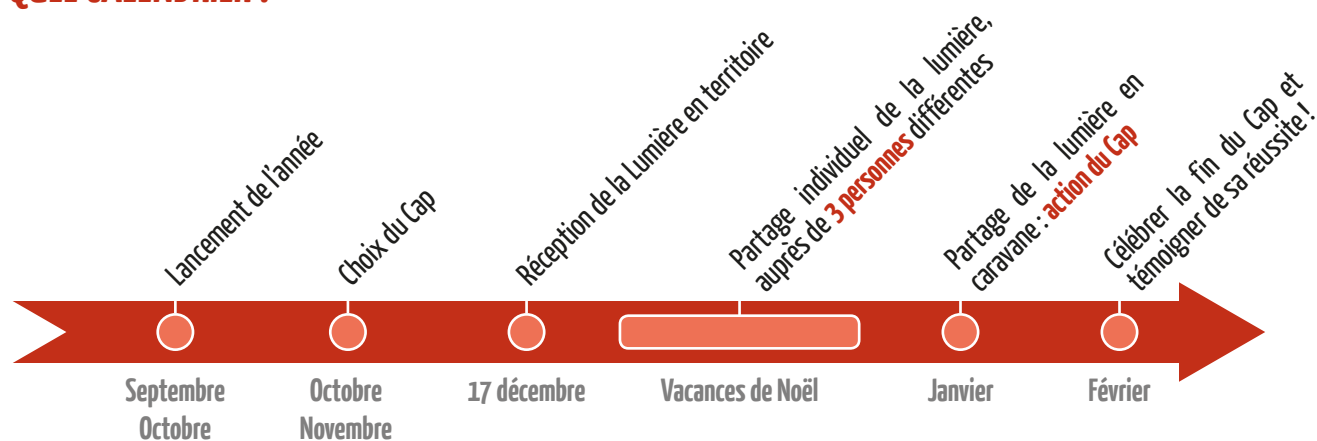 QUEL CALENDRIER ?
Lancement de l'année
Choix du Cap
Réception de la Lumière en territoire
Partage individuel de la lumière,
auprès de 3 personnes différentes
Partage de la lumière en
caravane : action du Cap
Célébrer la fin du Cap et
témoigner de sa réussite !
Septembre
Octobre
Octobre
Novembre
17 décembre
Vacances de Noël
Janvier
Février